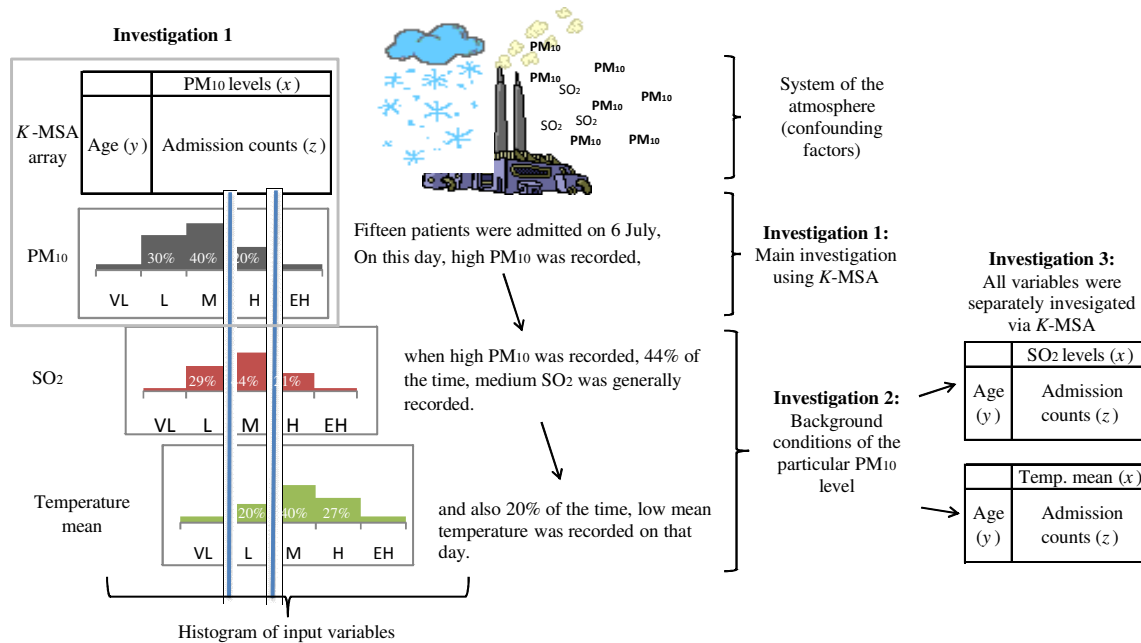 Investigation 1
K-MSA
array
PM10 levels (x)
Age (y)
Admission counts (z)
PM10
30% 40% 20%
VL L M H EH
SO2
29% 44% 21%
VL L M H EH
Temperature
mean
20% 40% 27%
VL L M H EH
Histogram of input variables
PM10
PM10
PM10
SO2
PM10
PM10
SO2
SO2
PM10
PM10
Fifteen patients were admitted on 6 July,
On this day, high PM10 was recorded,
when high PM10 was recorded, 44% of
the time, medium SO2 was generally
recorded.
and also 20% of the time, low mean
temperature was recorded on that
day.
System of the
atmosphere
(confounding
factors)
Investigation 1:
Main investigation
using K-MSA
Investigation 2:
Background
conditions of the
particular PM10
level
Investigation 3:
All variables were
separately invesigated
via K-MSA
SO2 levels (x)
Age
(y)
Admission
counts (z)
Temp. mean (x)
Age
(y)
Admission
counts (z)